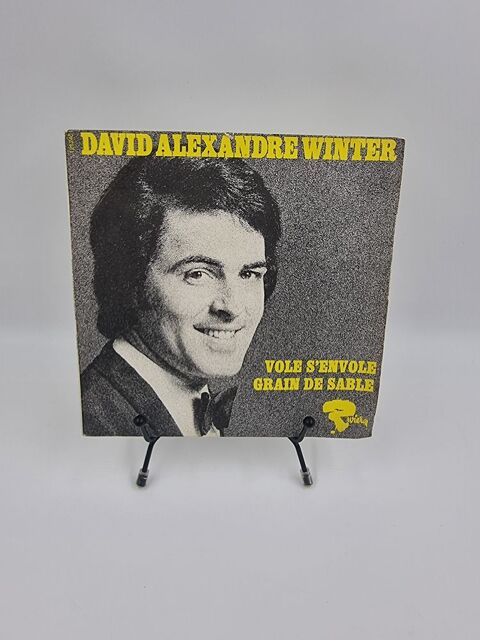 DAVID ALEXANDRE WINTER
VOLE S'ENVOLE
GRAIN DE SABLE
Riviera